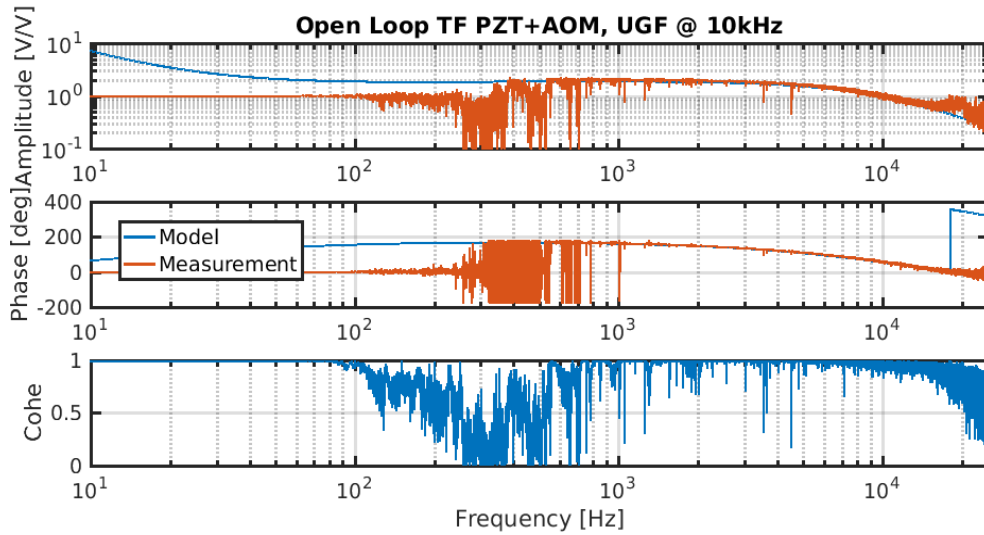 Open Loop TF PZT+AOM, UGF @ 10kHz
Amplitude [V/V]
10^1
10^0
10^-1
10^1 10^2 10^3 10^4
Phase [deg]
400
200
0
-200
Model
Measurement
10^1 10^2 10^3 10^4
Cohe
1
0.5
0
10^1 10^2 10^3 10^4
Frequency [Hz]